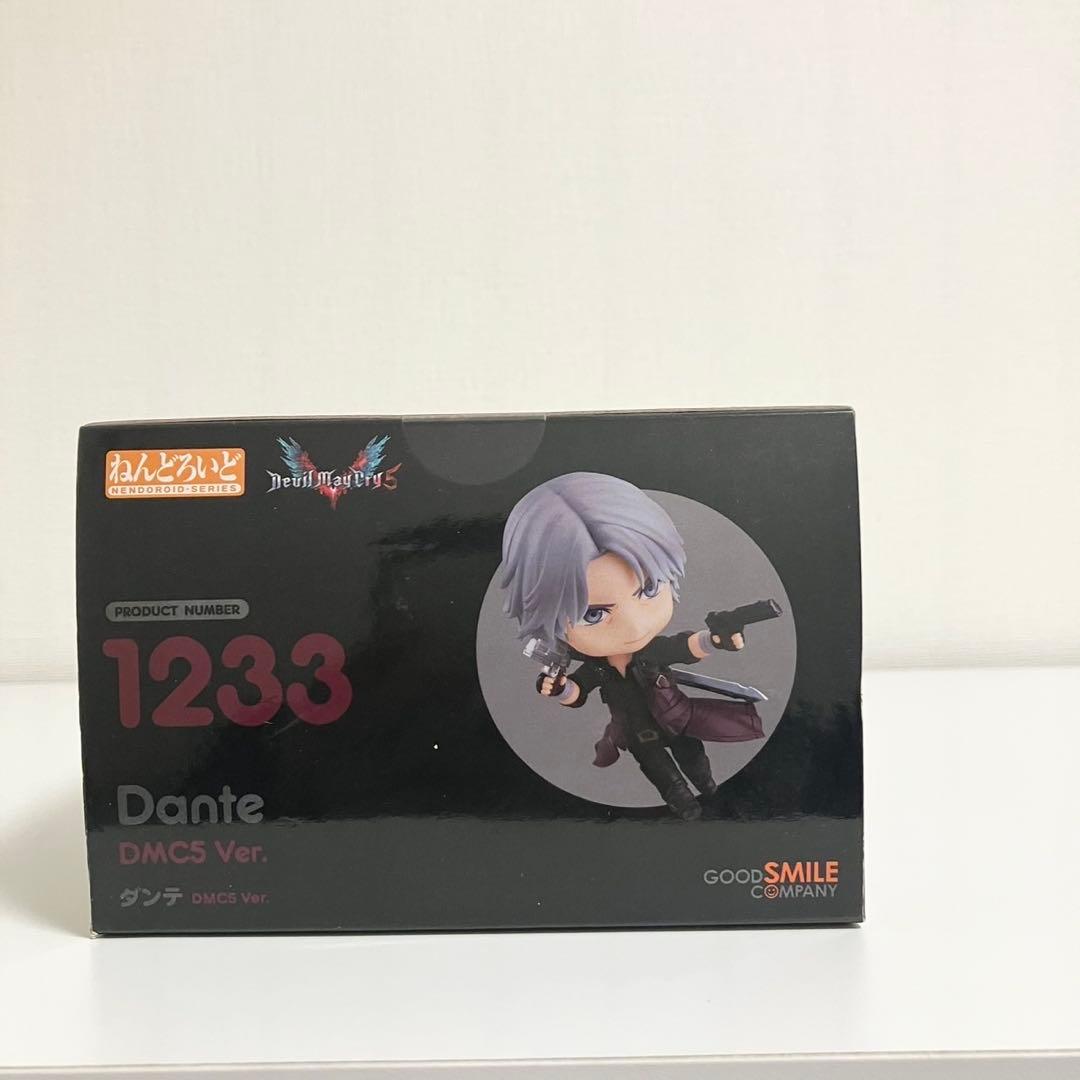 ねんどろいど
NENDOROID-SERIES
Devil May Cry 5
PRODUCT NUMBER
1233
Dante
DMC5 Ver.
ダンテ DMC5 Ver.
GOOD SMILE
COMPANY